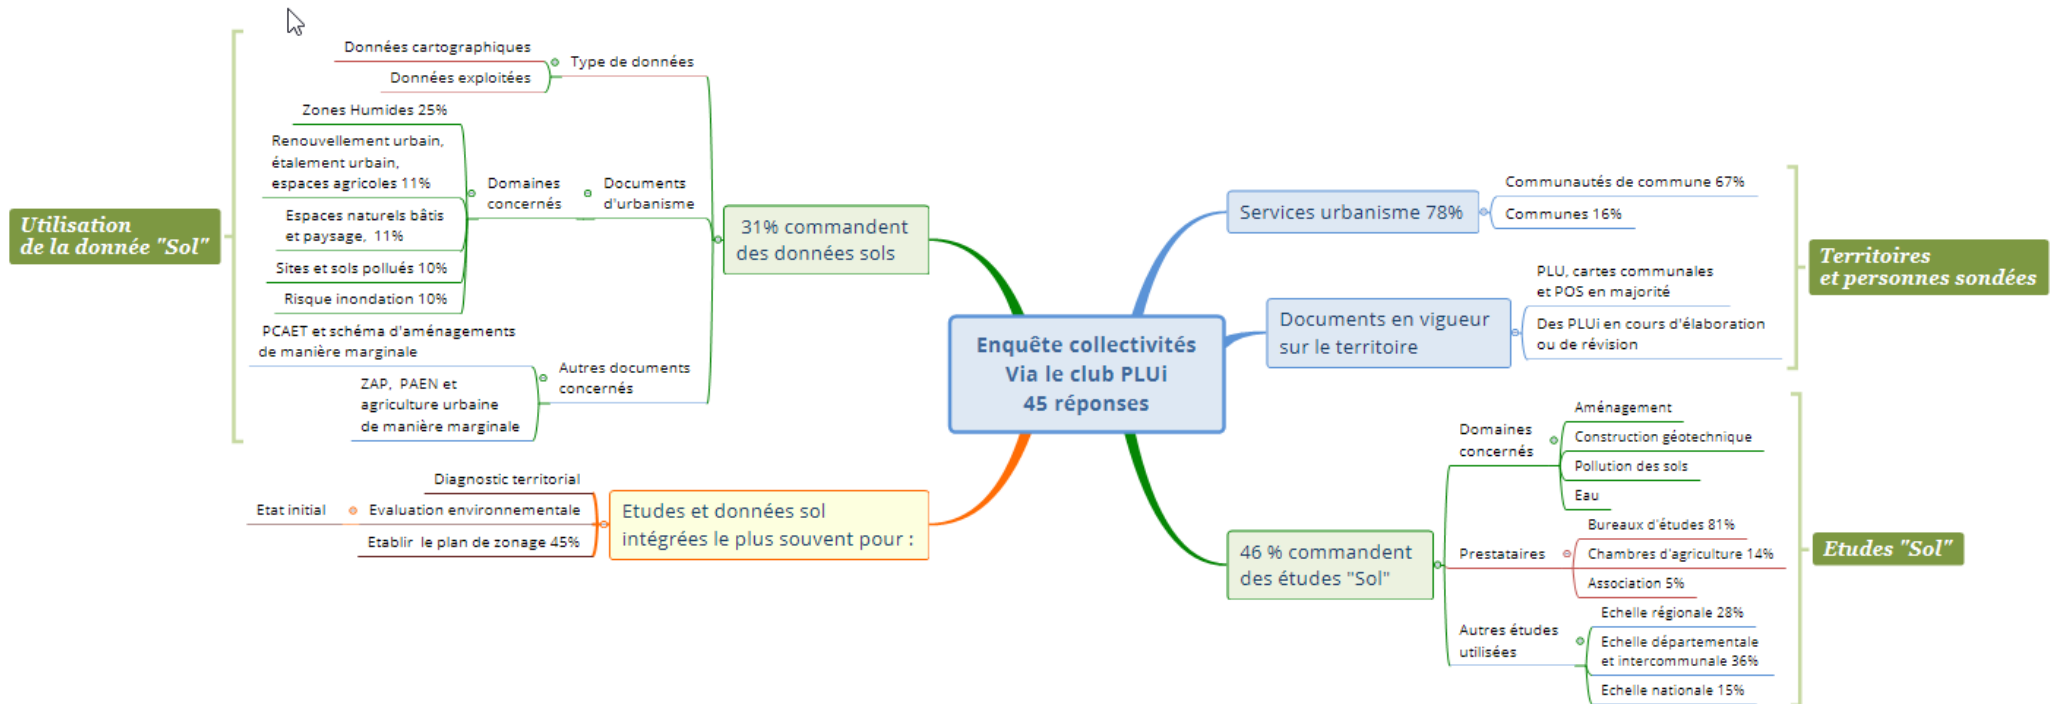 Utilisation
de la donnée "Sol"
Données cartographiques
Données exploitées
Type de données
Zones Humides 25%
Renouvellement urbain,
étalement urbain,
espaces agricoles 11%
Espaces naturels bâtis
et paysage, 11%
Sites et sols pollués 10%
Risque inondation 10%
Domaines
concernés
Documents
d'urbanisme
PCAET et schéma d'aménagements
de manière marginale
ZAP, PAEN et
agriculture urbaine
de manière marginale
Autres documents
concernés
31% commandent
des données sols
Etat initial
Diagnostic territorial
Evaluation environnementale
Etablir le plan de zonage 45%
Etudes et données sol
intégrées le plus souvent pour :
Enquête collectivités
Via le club PLUi
45 réponses
Services urbanisme 78%
Communautés de commune 67%
Communes 16%
Documents en vigueur
sur le territoire
PLU, cartes communales
et POS en majorité
Des PLUi en cours d'élaboration
ou de révision
Territoires
et personnes sondées
46 % commandent
des études "Sol"
Domaines
concernés
Aménagement
Construction géotechnique
Pollution des sols
Eau
Prestataires
Bureaux d'études 81%
Chambres d'agriculture 14%
Association 5%
Autres études
utilisées
Echelle régionale 28%
Echelle départementale
et intercommunale 36%
Echelle nationale 15%
Etudes "Sol"